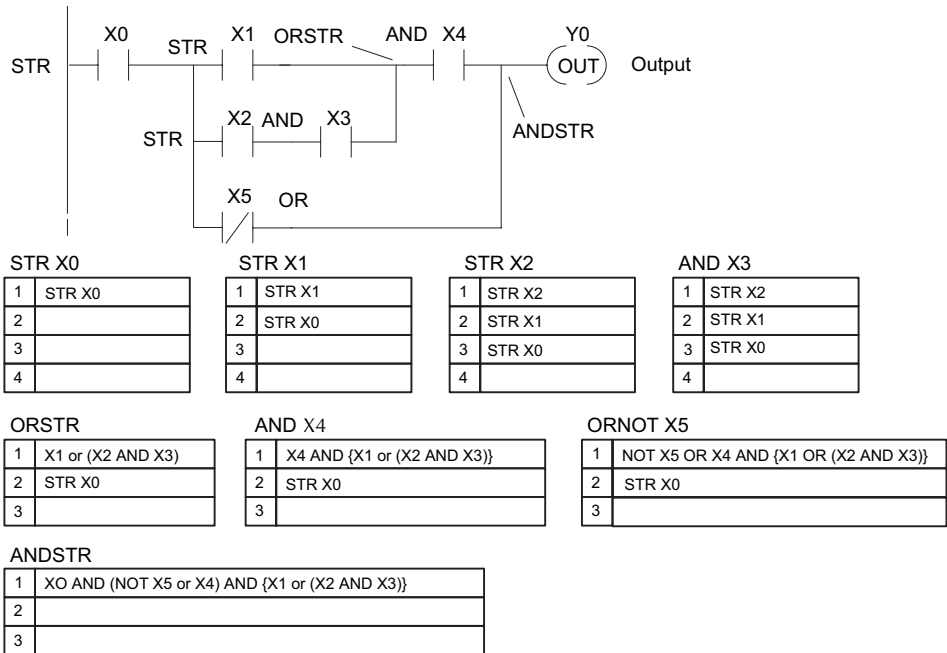 X0 STR X1 ORSTR AND X4 Y0
STR OUT Output
X2 AND X3
STR ANDSTR
X5 OR
STR X0
1 STR X0
2
3
4
STR X1
1 STR X1
2 STR X0
3
4
STR X2
1 STR X2
2 STR X1
3 STR X0
4
AND X3
1 STR X2
2 STR X1
3 STR X0
4
ORSTR
1 X1 or (X2 AND X3)
2 STR X0
3
AND X4
1 X4 AND {X1 or (X2 AND X3)}
2 STR X0
3
ORNOT X5
1 NOT X5 OR X4 AND {X1 OR (X2 AND X3)}
2 STR X0
3
ANDSTR
1 XO AND (NOT X5 or X4) AND {X1 or (X2 AND X3)}
2
3